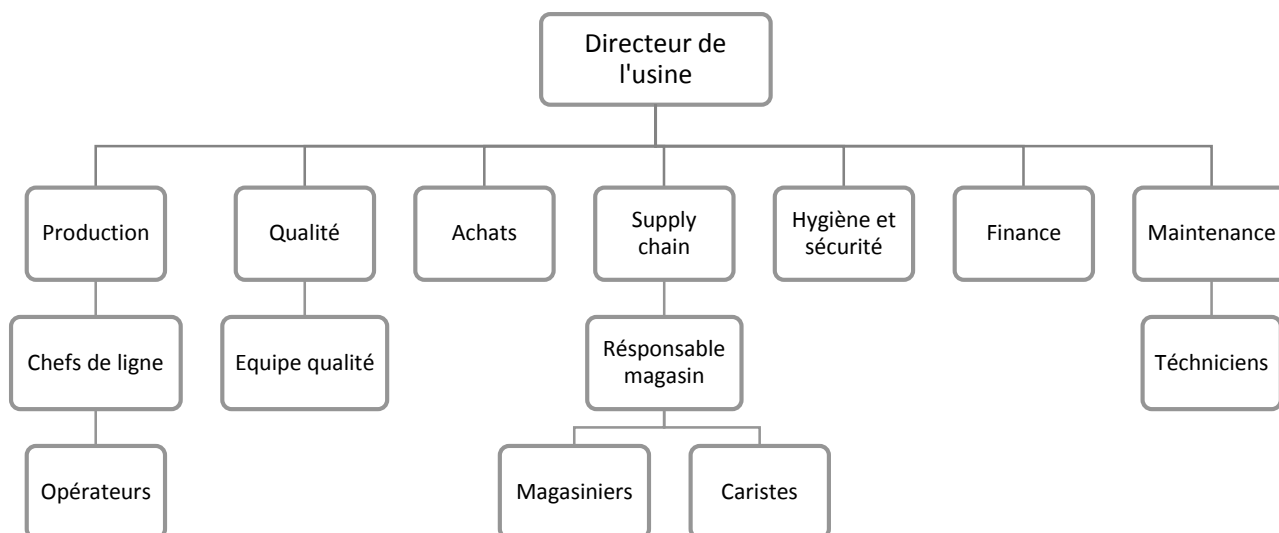 Directeur de
l'usine
Production
Qualité
Achats
Supply
chain
Hygiène et
sécurité
Finance
Maintenance
Chefs de ligne
Equipe qualité
Résponsable
magasin
Téchniciens
Opérateurs
Magasiniers
Caristes